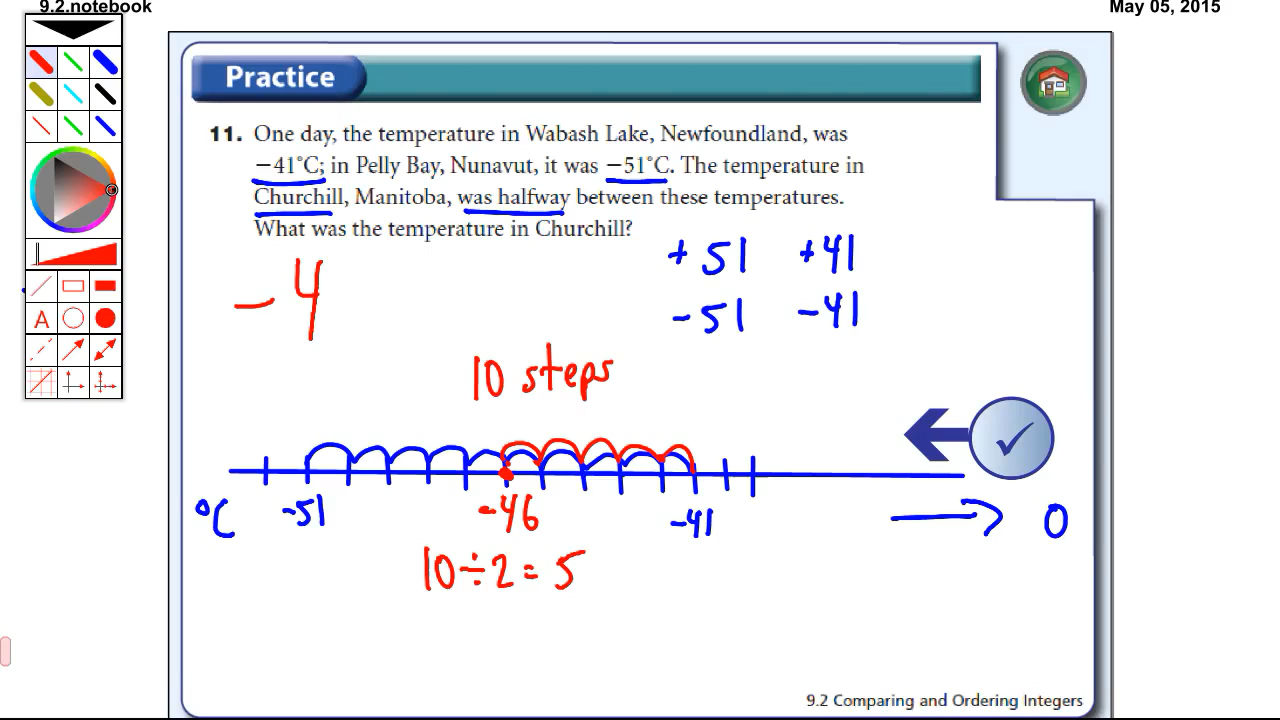 9.2.notebook
May 05, 2015
Practice
11. One day, the temperature in Wabash Lake, Newfoundland, was
−41°C; in Pelly Bay, Nunavut, it was −51°C. The temperature in
Churchill, Manitoba, was halfway between these temperatures.
What was the temperature in Churchill?
+51 +41
-51 -41
-4
10 steps
°C -51 -46 -41 0
10÷2=5
A
9.2 Comparing and Ordering Integers